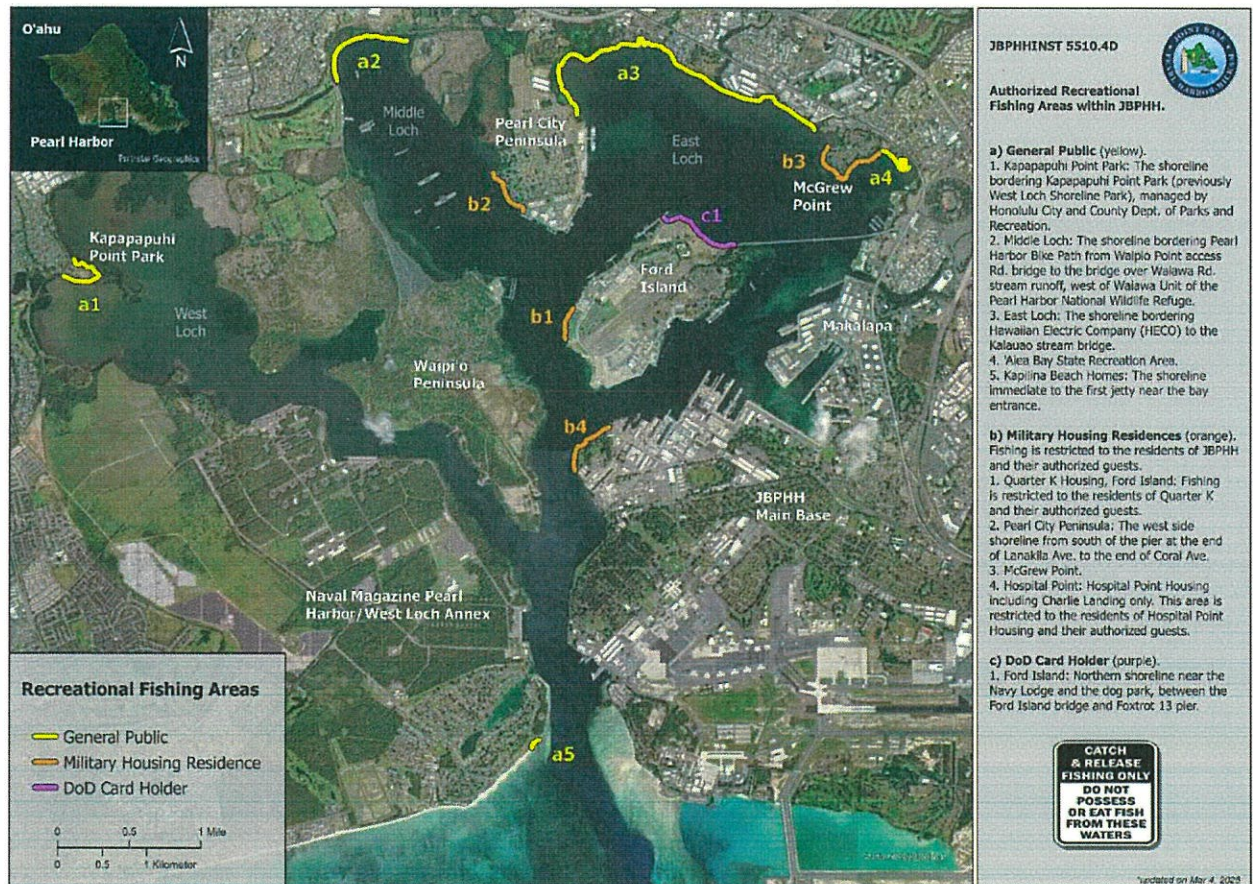 O'ahu
N
Pearl Harbor
Earthstar Geographics
a2
a3
Middle
Loch
Pearl City
Peninsula
East
Loch
b3
a4
McGrew
Point
b2
c1
Kapapapuhi
Point Park
Ford
Island
a1
West
Loch
b1
Makalapa
Waipi'o
Peninsula
b4
JBPHH
Main Base
Naval Magazine Pearl
Harbor/West Loch Annex
a5
Recreational Fishing Areas
General Public
Military Housing Residence
DoD Card Holder
0 0.5 1 Mile
0 0.5 1 Kilometer
JBPHHINST 5510.4D
Authorized Recreational
Fishing Areas within JBPHH.
a) General Public (yellow).
1. Kapapapuhi Point Park: The shoreline
bordering Kapapapuhi Point Park (previously
West Loch Shoreline Park), managed by
Honolulu City and County Dept. of Parks and
Recreation.
2. Middle Loch: The shoreline bordering Pearl
Harbor Bike Path from Waipio Point access
Rd. bridge to the bridge over Waiawa Rd.
stream runoff, west of Waiawa Unit of the
Pearl Harbor National Wildlife Refuge.
3. East Loch: The shoreline bordering
Hawaiian Electric Company (HECO) to the
Kalauao stream bridge.
4. 'Aiea Bay State Recreation Area.
5. Kapilina Beach Homes: The shoreline
immediate to the first jetty near the bay
entrance.
b) Military Housing Residences (orange).
Fishing is restricted to the residents of JBPHH
and their authorized guests.
1. Quarter K Housing, Ford Island: Fishing
is restricted to the residents of Quarter K
and their authorized guests.
2. Pearl City Peninsula: The west side
shoreline from south of the pier at the end
of Lanakila Ave. to the end of Coral Ave.
3. McGrew Point.
4. Hospital Point: Hospital Point Housing
including Charlie Landing only. This area is
restricted to the residents of Hospital Point
Housing and their authorized guests.
c) DoD Card Holder (purple).
1. Ford Island: Northern shoreline near the
Navy Lodge and the dog park, between the
Ford Island bridge and Foxtrot 13 pier.
CATCH
& RELEASE
FISHING ONLY
DO NOT
POSSESS
OR EAT FISH
FROM THESE
WATERS